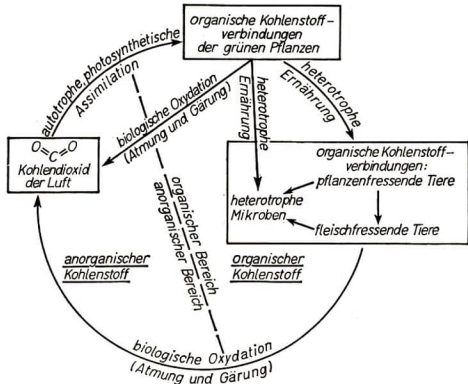 organische Kohlenstoff-
verbindungen
der grünen Pflanzen
autotrophe, photosynthetische
Assimilation
biologische Oxydation
(Atmung und Gärung)
heterotrophe
Ernährung
heterotrophe
Ernährung
O=C=O
Kohlendioxid
der Luft
organische Kohlenstoff-
verbindungen:
pflanzenfressende Tiere
heterotrophe
Mikroben
fleischfressende Tiere
organischer Bereich
anorganischer Bereich
anorganischer
Kohlenstoff
organischer
Kohlenstoff
biologische Oxydation
(Atmung und Gärung)